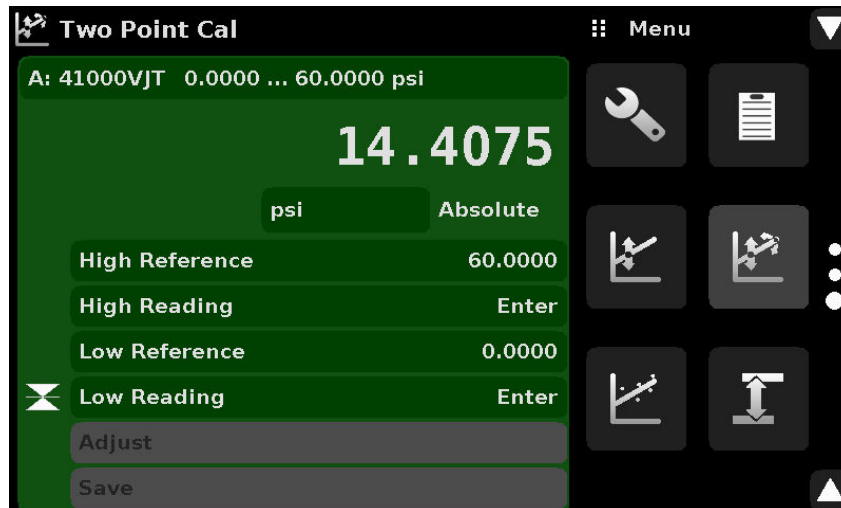 Two Point Cal
Menu
A: 41000VJT 0.0000 ... 60.0000 psi
14.4075
psi Absolute
High Reference 60.0000
High Reading Enter
Low Reference 0.0000
Low Reading Enter
Adjust
Save